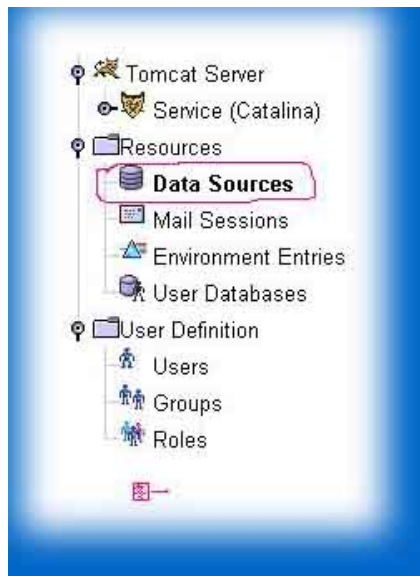 Tomcat Server
Service (Catalina)
Resources
Data Sources
Mail Sessions
Environment Entries
User Databases
User Definition
Users
Groups
Roles
图一